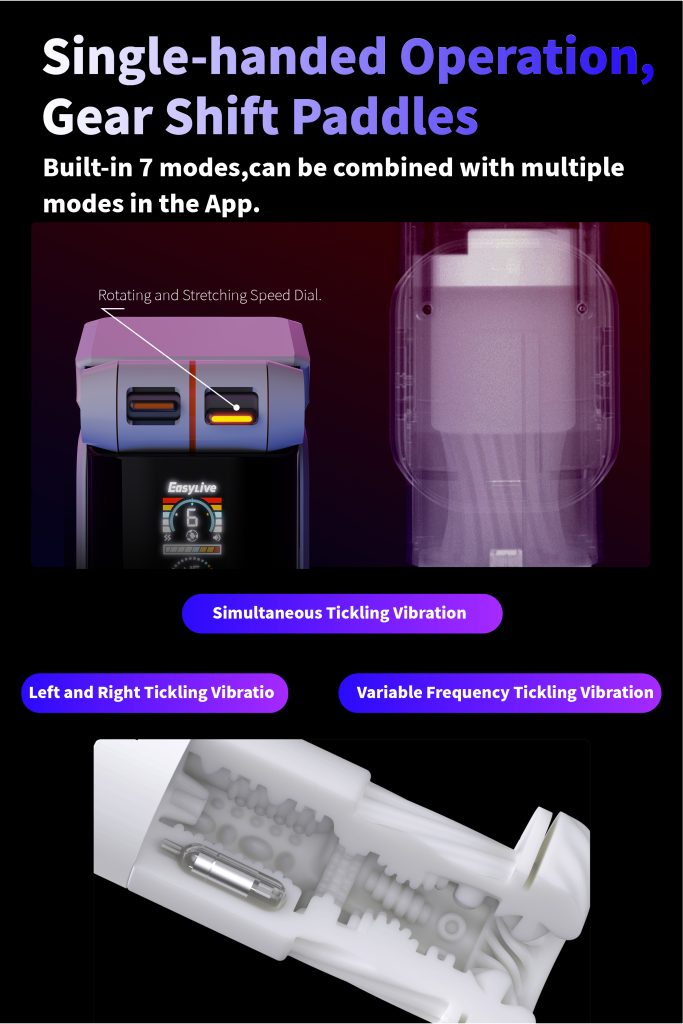 Single-handed Operation,
Gear Shift Paddles
Built-in 7 modes,can be combined with multiple
modes in the App.
Rotating and Stretching Speed Dial.
EasyLive
6
Simultaneous Tickling Vibration
Left and Right Tickling Vibratio
Variable Frequency Tickling Vibration